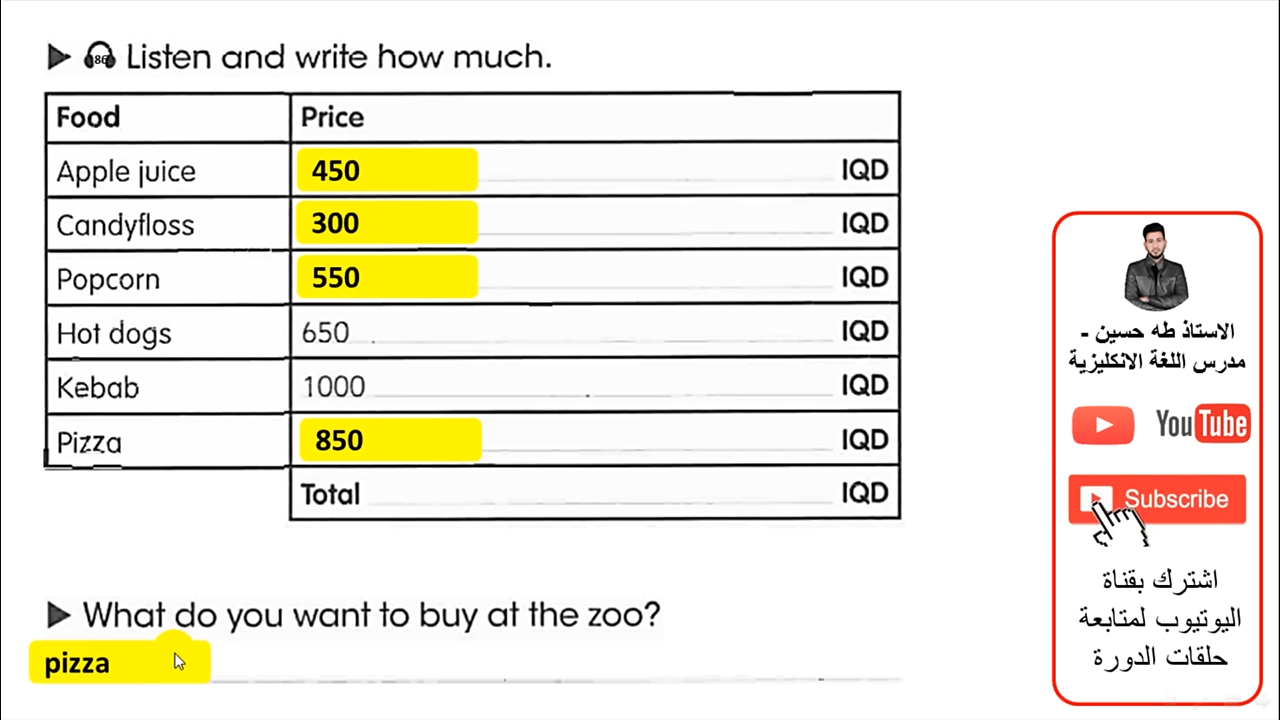 Listen and write how much.
Food Price
Apple juice 450 IQD
Candyfloss 300 IQD
Popcorn 550 IQD
Hot dogs 650 IQD
Kebab 1000 IQD
Pizza 850 IQD
Total IQD
What do you want to buy at the zoo?
pizza
الاستاذ طه حسين -
مدرس اللغة الانكليزية
YouTube
Subscribe
اشترك بقناة
اليوتيوب لمتابعة
حلقات الدورة